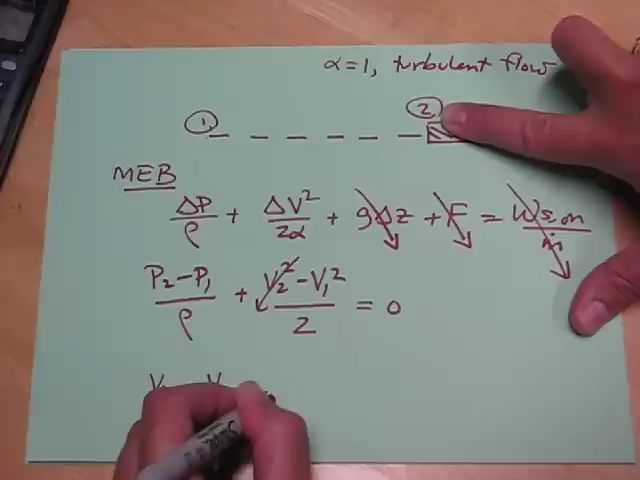 α=1, turbulent flow
① ②
MEB
ΔP/ρ + ΔV²/2α + gΔz + F = Ws,on/ṁ
P₂-P₁/ρ + V₂²-V₁²/2 = 0